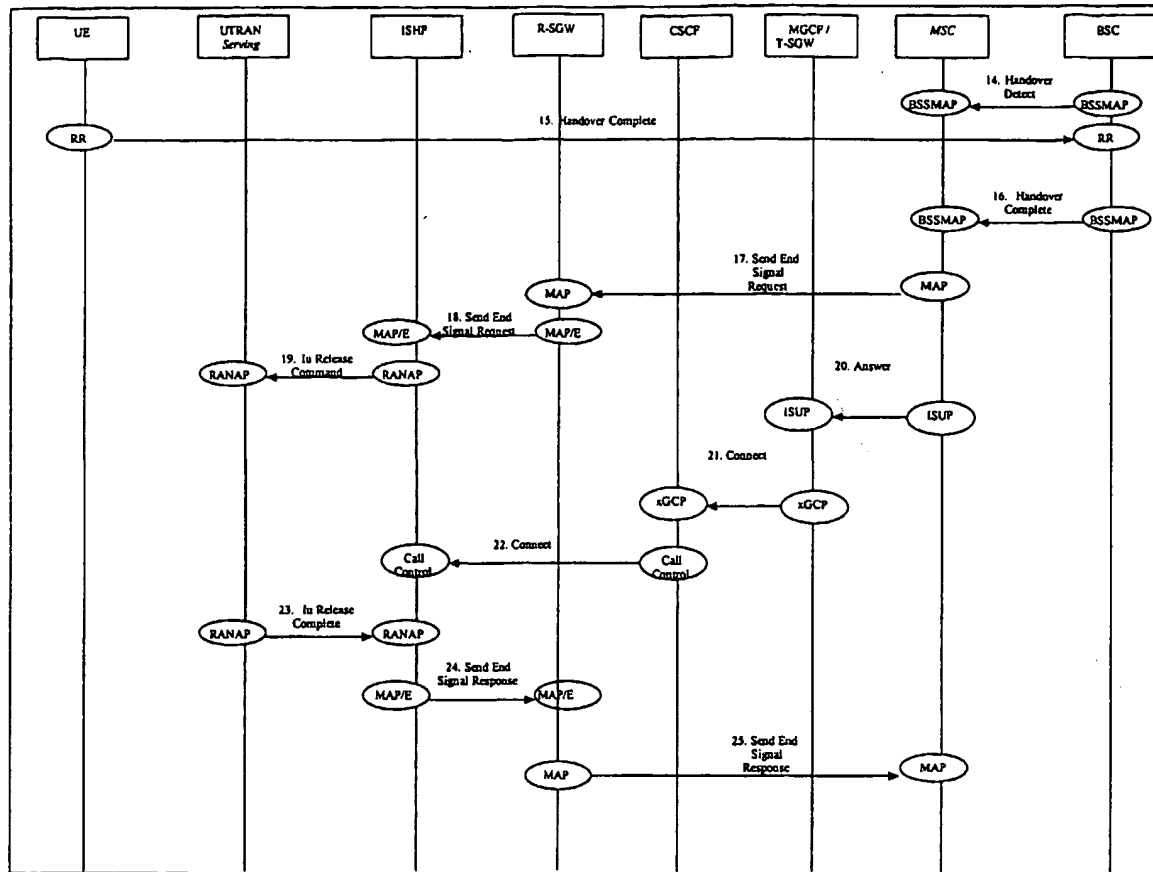 UE
UTRAN
Serving
ISHF
R-SGW
CSCF
MGCF /
T-SGW
MSC
BSC
14. Handover
Detect
BSSMAP
BSSMAP
15. Handover Complete
RR
RR
16. Handover
Complete
BSSMAP
BSSMAP
17. Send End
Signal
Request
MAP
MAP
18. Send End
Signal Request
MAP/E
MAP/E
19. Iu Release
Command
RANAP
RANAP
20. Answer
ISUP
ISUP
21. Connect
xGCP
xGCP
22. Connect
Call
Control
Call
Control
23. Iu Release
Complete
RANAP
RANAP
24. Send End
Signal Response
MAP/E
MAP/E
25. Send End
Signal
Response
MAP
MAP